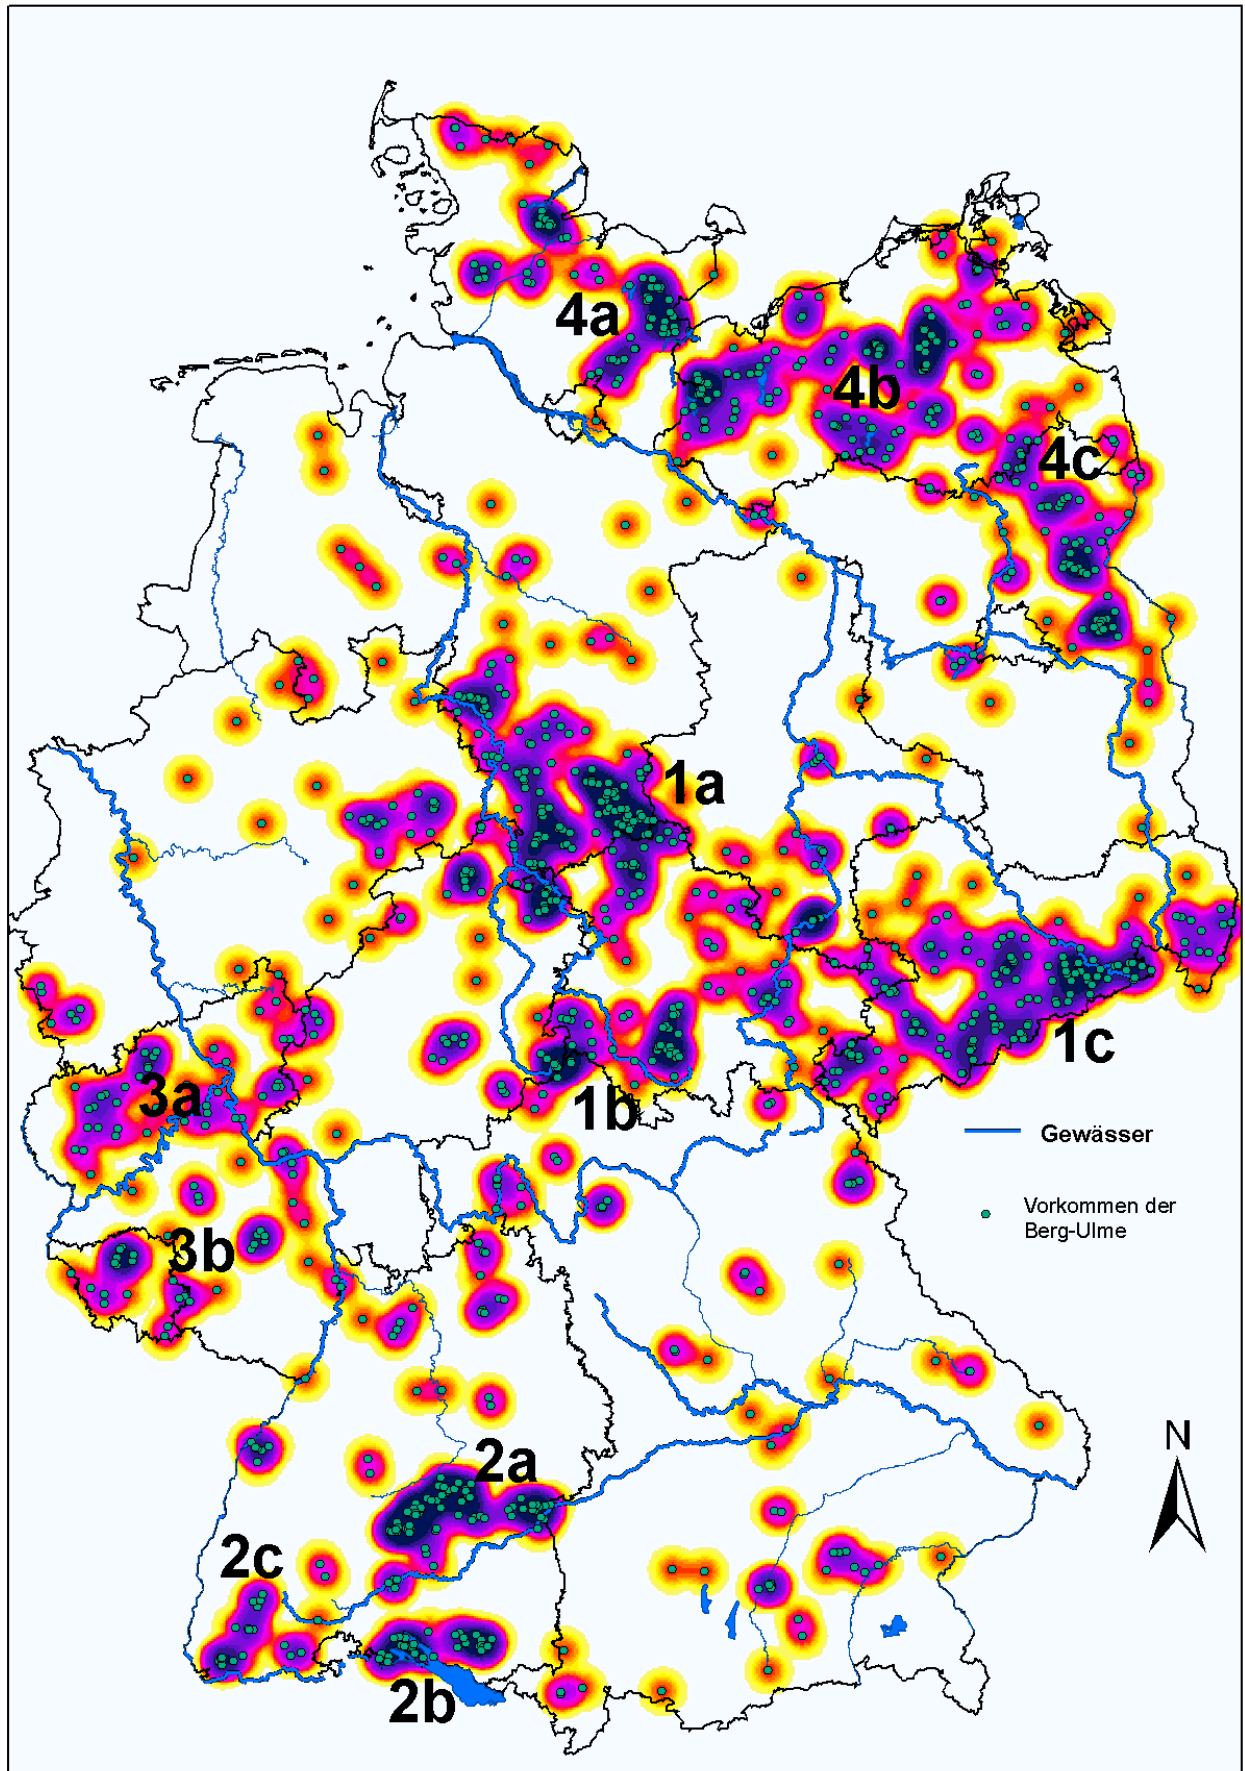 4a
4b
4c
1a
1c
3a
1b
Gewässer
Vorkommen der
Berg-Ulme
3b
N
2a
2c
2b